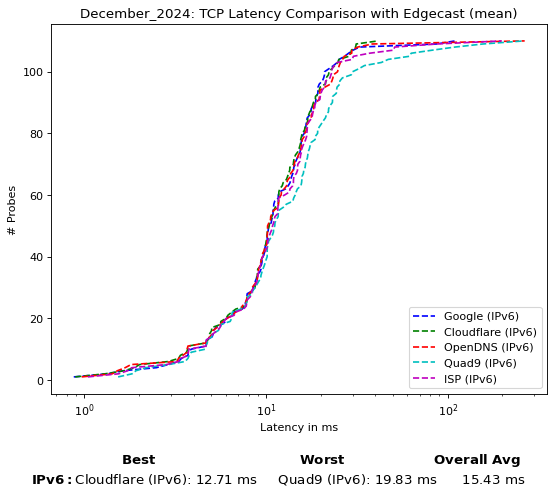 December_2024: TCP Latency Comparison with Edgecast (mean)
# Probes
100
80
60
40
20
0
10⁰ 10¹ 10²
Latency in ms
Google (IPv6)
Cloudflare (IPv6)
OpenDNS (IPv6)
Quad9 (IPv6)
ISP (IPv6)
Best Worst Overall Avg
IPv6: Cloudflare (IPv6): 12.71 ms Quad9 (IPv6): 19.83 ms 15.43 ms